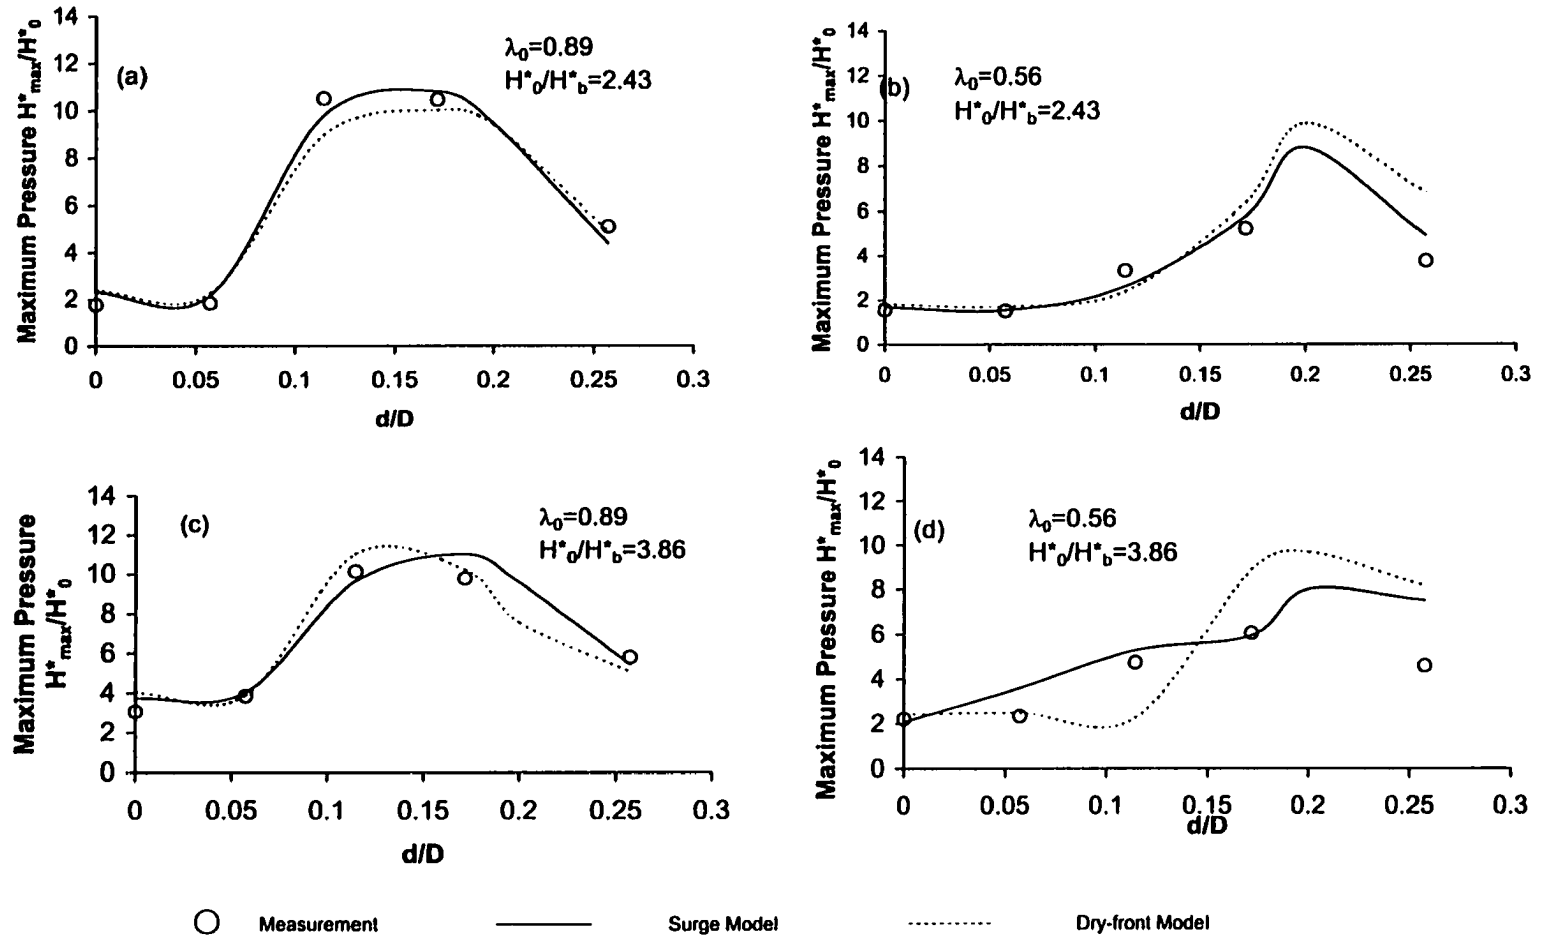 Maximum Pressure H*max/H*0
14
12
10
8
6
4
2
0
(a)
λ0=0.89
H*0/H*b=2.43
0 0.05 0.1 0.15 0.2 0.25 0.3
d/D
Maximum Pressure H*max/H*0
14
12
10
8
6
4
2
0
(b)
λ0=0.56
H*0/H*b=2.43
0 0.05 0.1 0.15 0.2 0.25 0.3
d/D
Maximum Pressure
H*max/H*0
14
12
10
8
6
4
2
0
(c)
λ0=0.89
H*0/H*b=3.86
0 0.05 0.1 0.15 0.2 0.25 0.3
d/D
Maximum Pressure H*max/H*0
14
12
10
8
6
4
2
0
(d)
λ0=0.56
H*0/H*b=3.86
0 0.05 0.1 0.15 0.2 0.25 0.3
d/D
Measurement Surge Model Dry-front Model